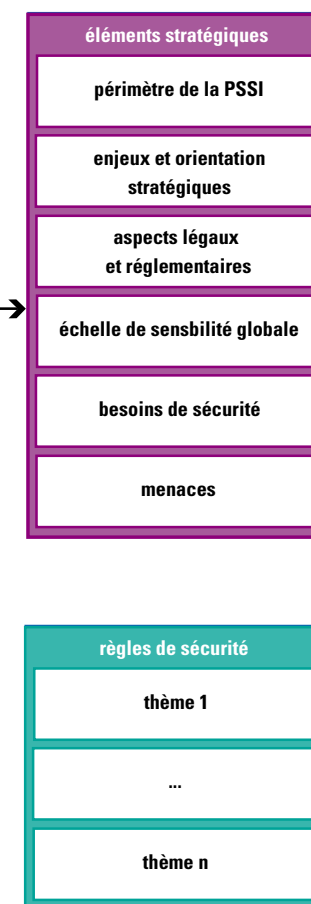 éléments stratégiques
périmètre de la PSSI
enjeux et orientation
stratégiques
aspects légaux
et réglementaires
échelle de sensbilité globale
besoins de sécurité
menaces
règles de sécurité
thème 1
...
thème n